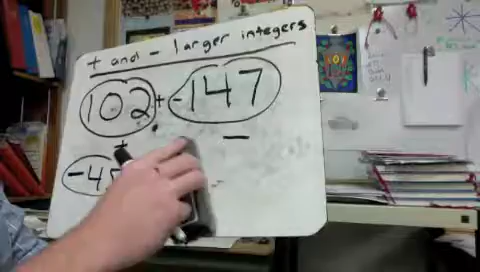 + and - larger integers
102 + -147
+ -
-45